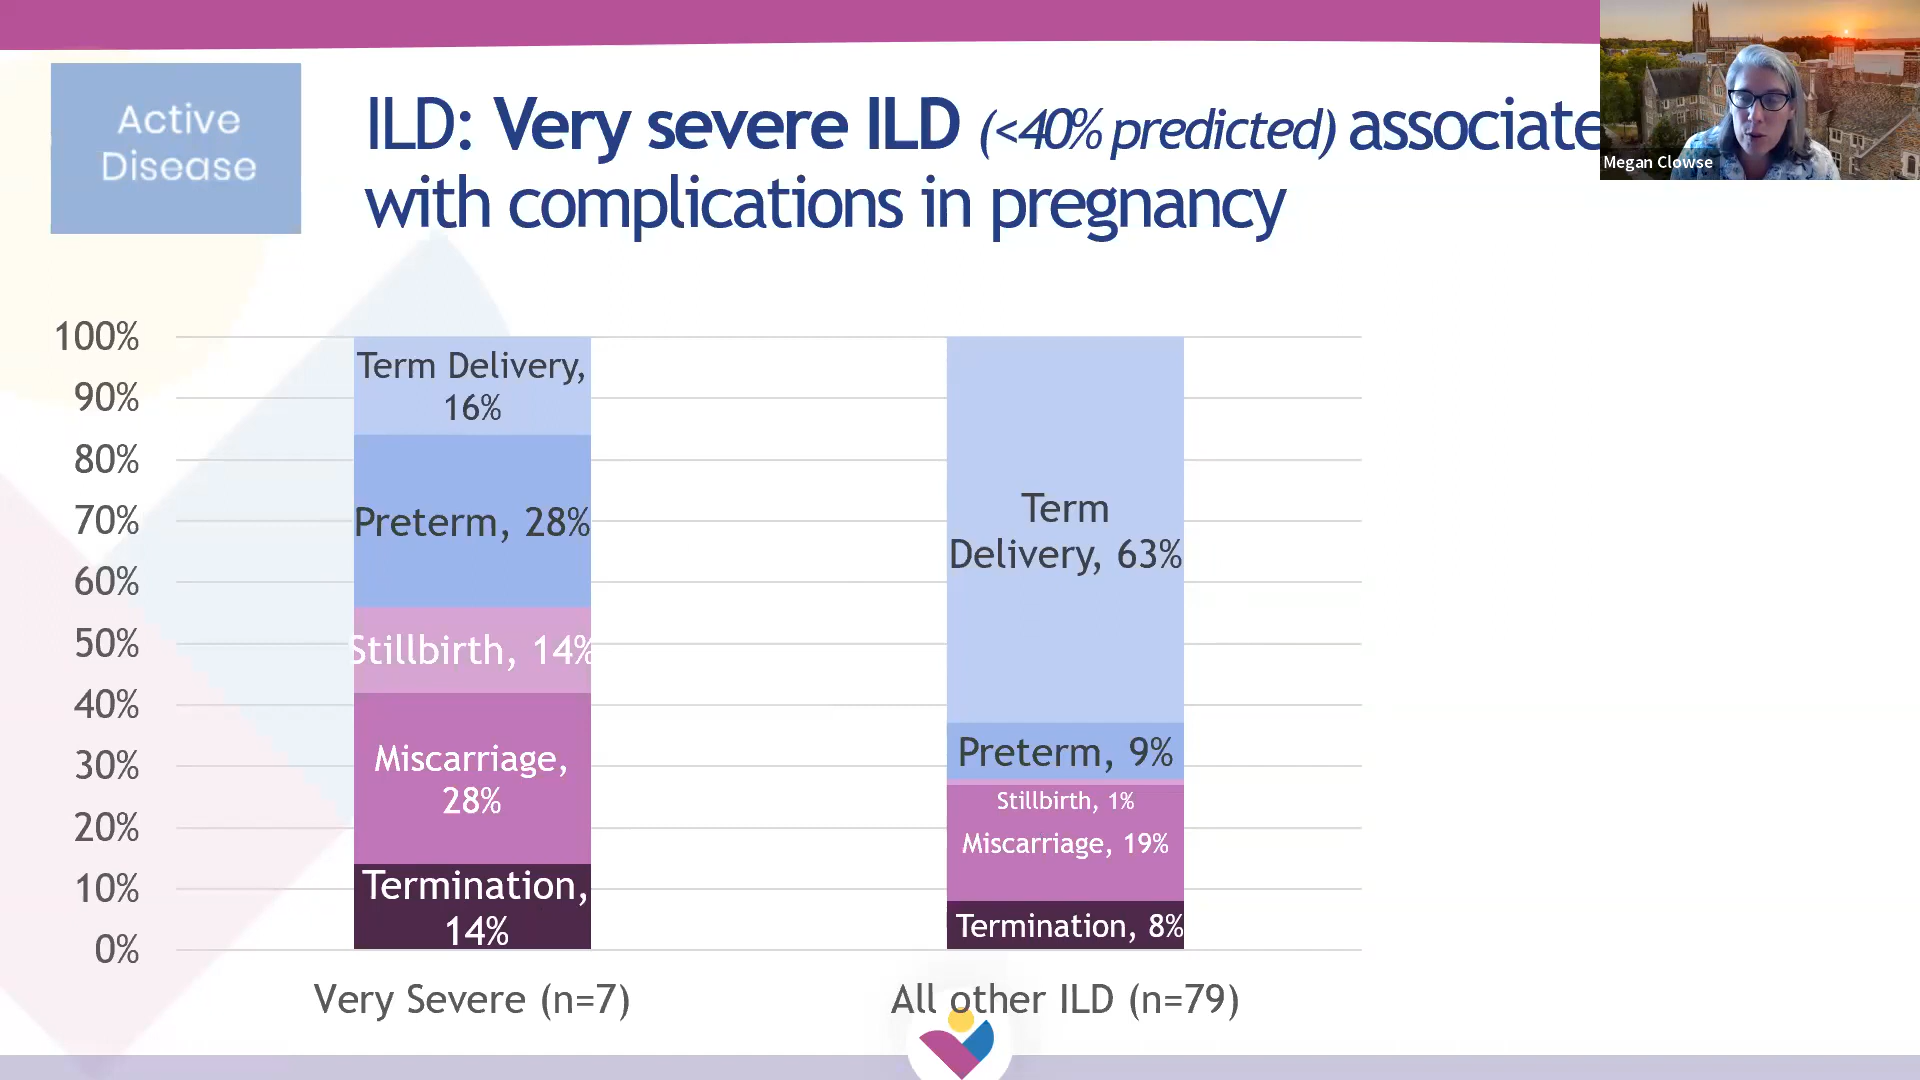 Active
Disease
ILD: Very severe ILD (<40% predicted) associate
with complications in pregnancy
Megan Clowse
100%
90%
80%
70%
60%
50%
40%
30%
20%
10%
0%
Term Delivery,
16%
Preterm, 28%
Stillbirth, 14%
Miscarriage,
28%
Termination,
14%
Term
Delivery, 63%
Preterm, 9%
Stillbirth, 1%
Miscarriage, 19%
Termination, 8%
Very Severe (n=7)
All other ILD (n=79)